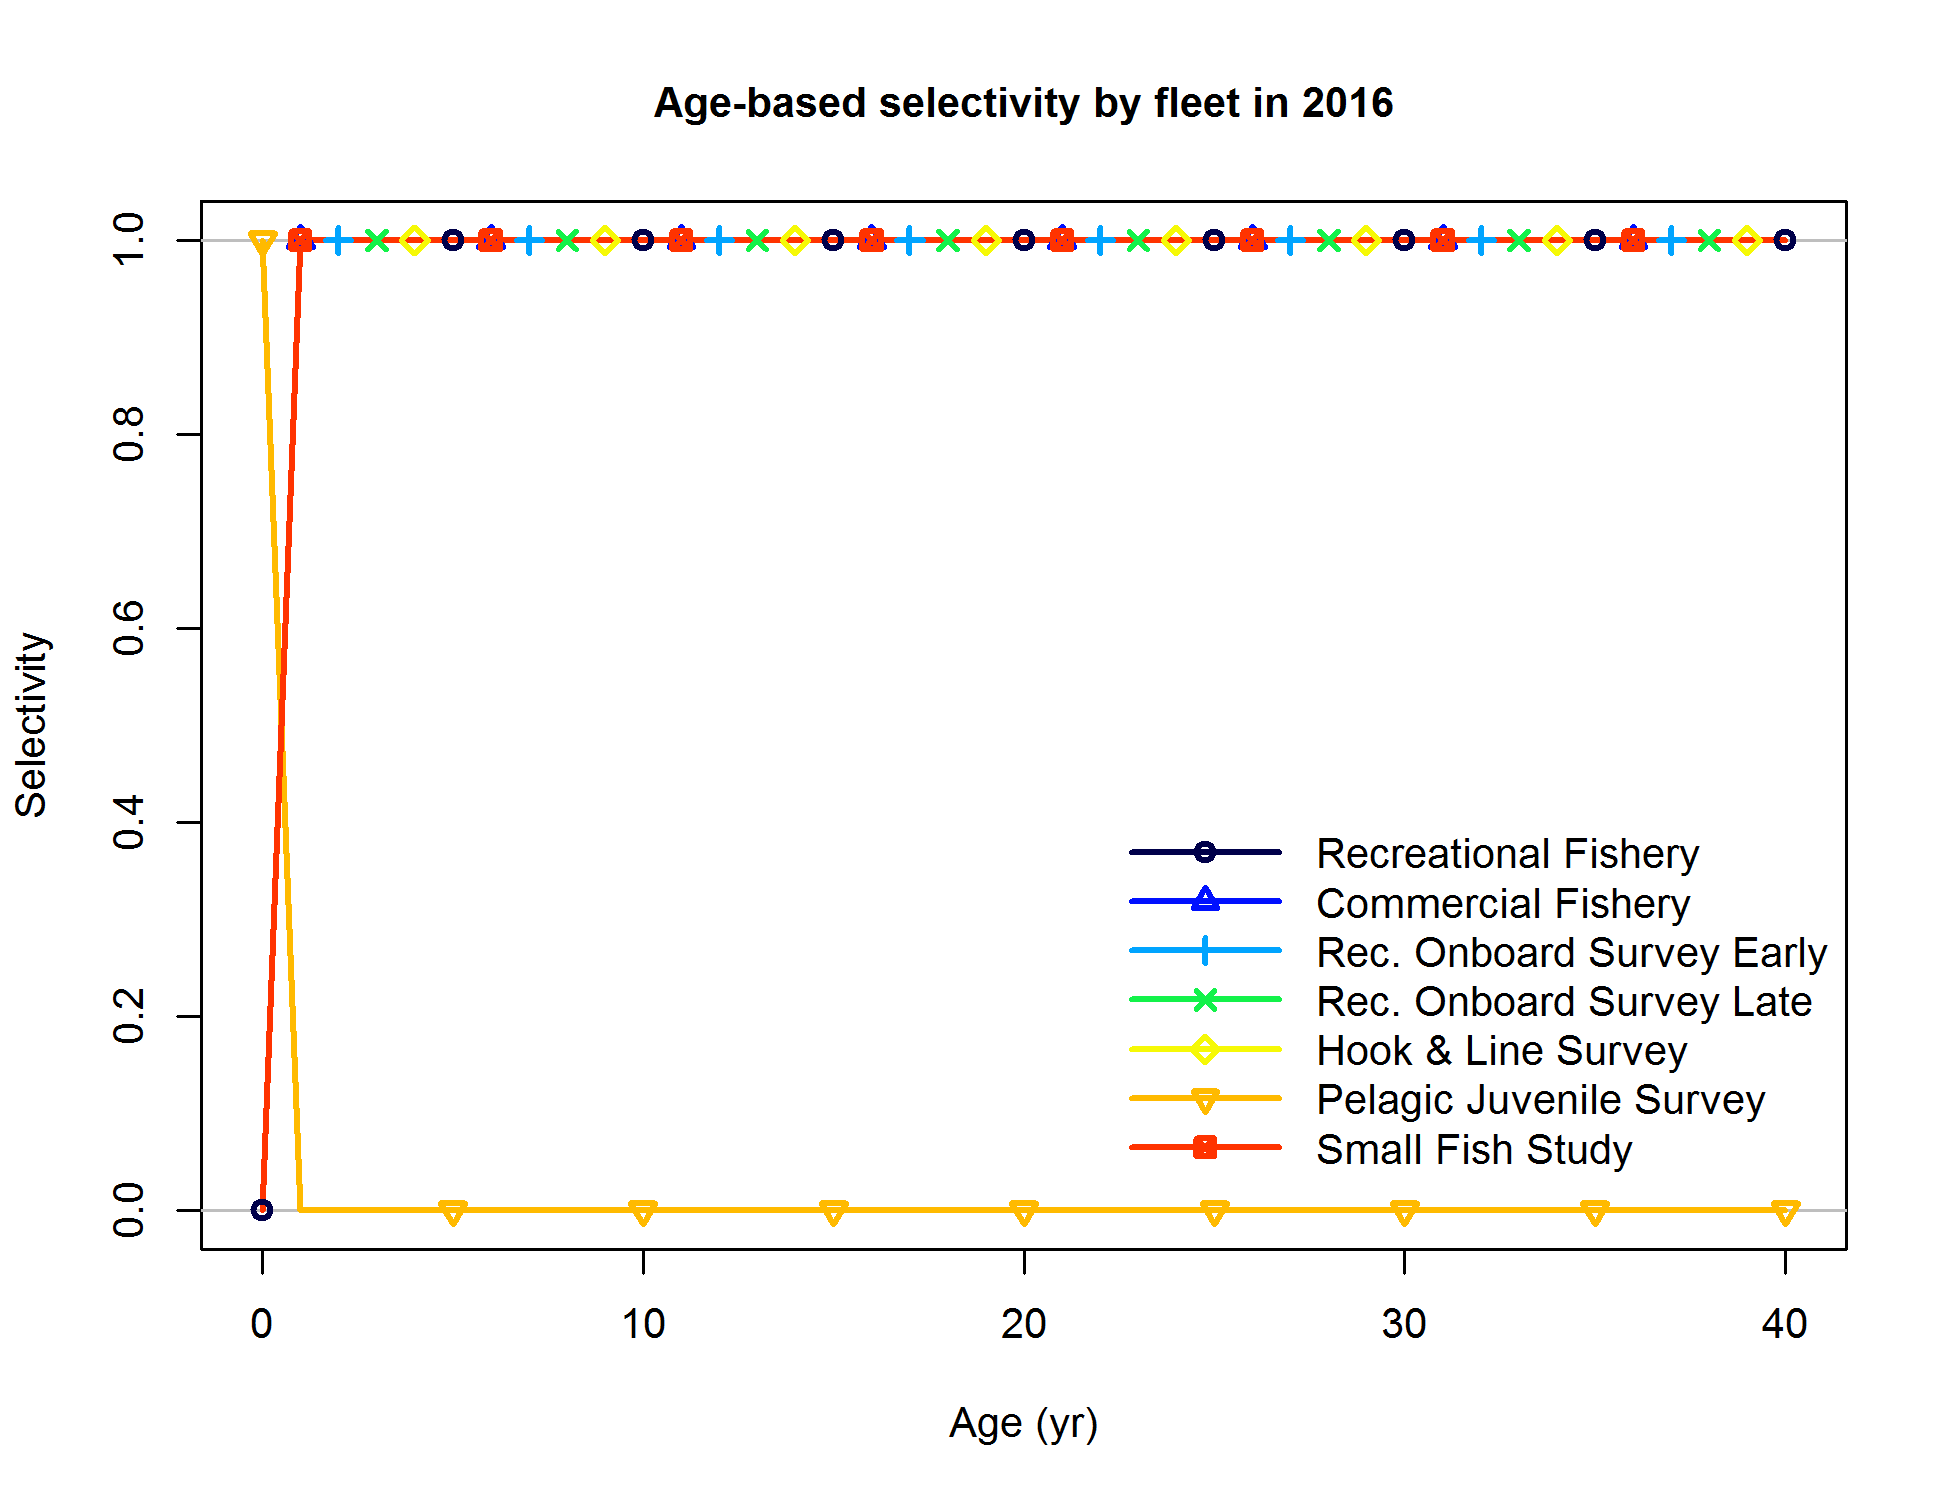 Age-based selectivity by fleet in 2016
Selectivity
1.0
0.8
0.6
0.4
0.2
0.0
Recreational Fishery
Commercial Fishery
Rec. Onboard Survey Early
Rec. Onboard Survey Late
Hook & Line Survey
Pelagic Juvenile Survey
Small Fish Study
0 10 20 30 40
Age (yr)